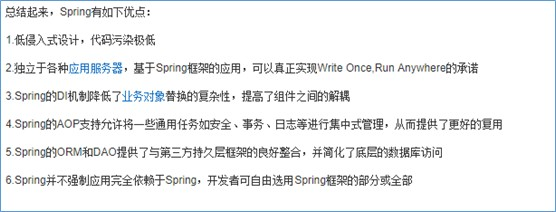 总结起来，Spring有如下优点：
1.低侵入式设计，代码污染极低
2.独立于各种应用服务器，基于Spring框架的应用，可以真正实现Write Once,Run Anywhere的承诺
3.Spring的DI机制降低了业务对象替换的复杂性，提高了组件之间的解耦
4.Spring的AOP支持允许将一些通用任务如安全、事务、日志等进行集中式管理，从而提供了更好的复用
5.Spring的ORM和DAO提供了与第三方持久层框架的良好整合，并简化了底层的数据库访问
6.Spring并不强制应用完全依赖于Spring，开发者可自由选用Spring框架的部分或全部